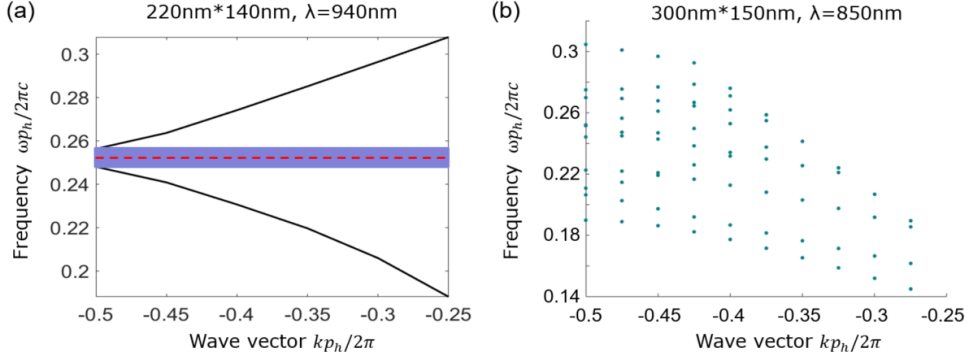 (a) 220nm*140nm, λ=940nm
Frequency ωp_h/2πc
0.3
0.28
0.26
0.24
0.22
0.2
-0.5 -0.45 -0.4 -0.35 -0.3 -0.25
Wave vector kp_h/2π
(b) 300nm*150nm, λ=850nm
Frequency ωp_h/2πc
0.3
0.26
0.22
0.18
0.14
-0.5 -0.45 -0.4 -0.35 -0.3 -0.25
Wave vector kp_h/2π